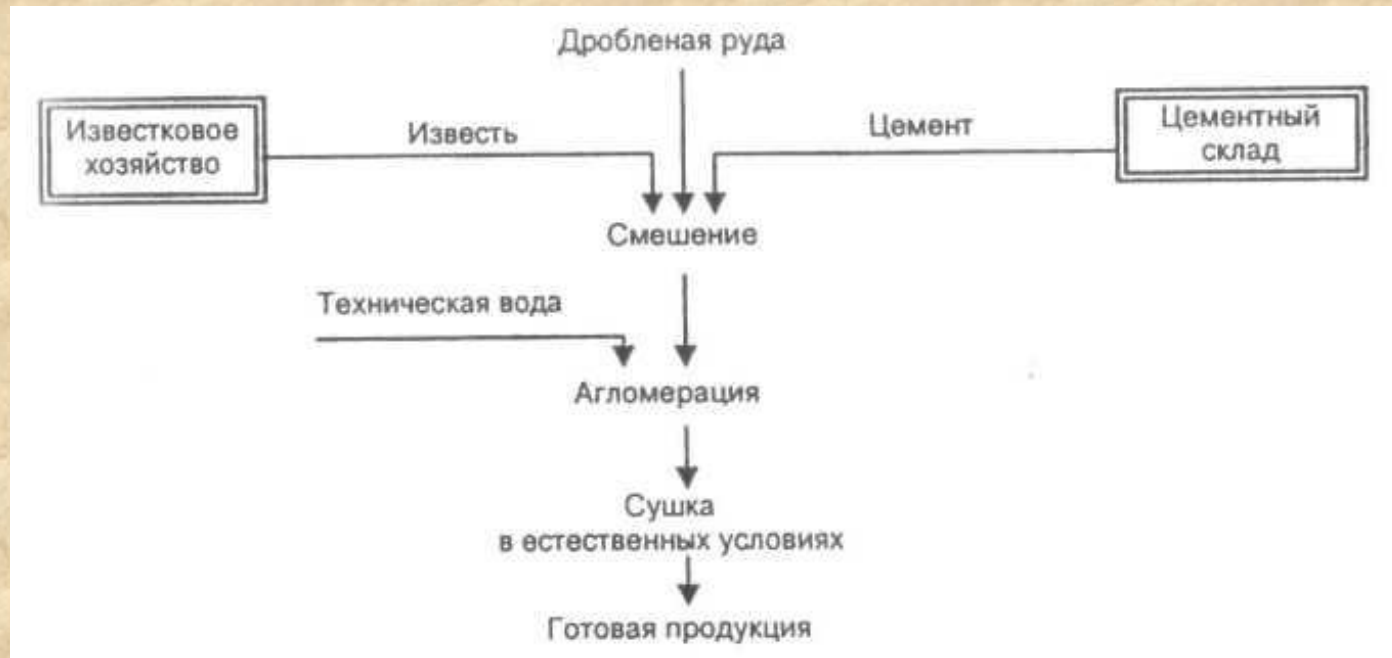 Дробленая руда
Известковое
хозяйство
Известь
Цемент
Цементный
склад
Смешение
Техническая вода
Агломерация
Сушка
в естественных условиях
Готовая продукция